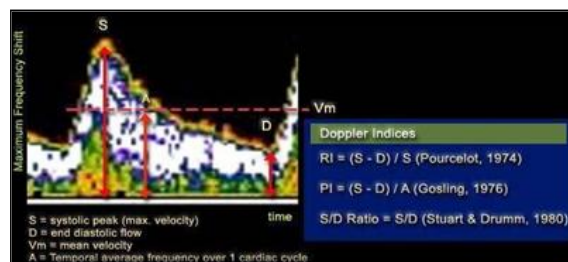 Maximum Frequency Shift
S
A
Vm
D
time
S = systolic peak (max. velocity)
D = end diastolic flow
Vm = mean velocity
A = Temporal average frequency over 1 cardiac cycle
Doppler Indices
RI = (S - D) / S (Pourcelot, 1974)
PI = (S - D) / A (Gosling, 1976)
S/D Ratio = S/D (Stuart & Drumm, 1980)